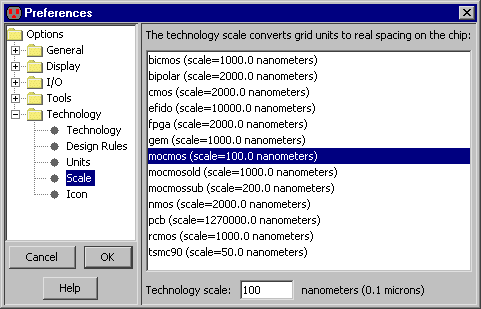 Preferences
Options
General
Display
I/O
Tools
Technology
Technology
Design Rules
Units
Scale
Icon
Cancel
OK
Help
The technology scale converts grid units to real spacing on the chip:
bicmos (scale=1000.0 nanometers)
bipolar (scale=2000.0 nanometers)
cmos (scale=2000.0 nanometers)
efido (scale=10000.0 nanometers)
fpga (scale=2000.0 nanometers)
gem (scale=1000.0 nanometers)
mocmos (scale=100.0 nanometers)
mocmosold (scale=1000.0 nanometers)
mocmossub (scale=200.0 nanometers)
nmos (scale=2000.0 nanometers)
pcb (scale=1270000.0 nanometers)
rcmos (scale=1000.0 nanometers)
tsmc90 (scale=50.0 nanometers)
Technology scale: 100 nanometers (0.1 microns)